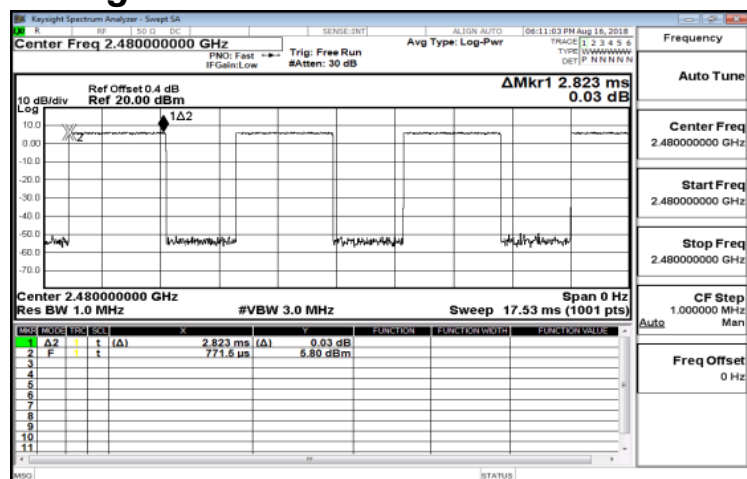 Keysight Spectrum Analyzer - Swept SA
R RF 50 Ω DC SENSE:INT ALIGN AUTO 06:11:03 PM Aug 16, 2018
Center Freq 2.480000000 GHz
PNO: Fast
IFGain:Low
Trig: Free Run
#Atten: 30 dB
Avg Type: Log-Pwr
TRACE 1 2 3 4 5 6
TYPE WWWWWW
DET P N N N N N
Ref Offset 0.4 dB
Ref 20.00 dBm
10 dB/div
Log
ΔMkr1 2.823 ms
0.03 dB
1Δ2
10.0
2
0.00
-10.0
-20.0
-30.0
-40.0
-50.0
-60.0
-70.0
Center 2.480000000 GHz
Span 0 Hz
Res BW 1.0 MHz
#VBW 3.0 MHz
Sweep 17.53 ms (1001 pts)
MKR MODE TRC SCL X Y FUNCTION FUNCTION WIDTH FUNCTION VALUE
1 Δ2 1 t (Δ) 2.823 ms (Δ) 0.03 dB
2 F 1 t 771.5 µs 5.80 dBm
3
4
5
6
7
8
9
10
11
MSG
STATUS
Frequency
Auto Tune
Center Freq
2.480000000 GHz
Start Freq
2.480000000 GHz
Stop Freq
2.480000000 GHz
CF Step
1.000000 MHz
Auto Man
Freq Offset
0 Hz